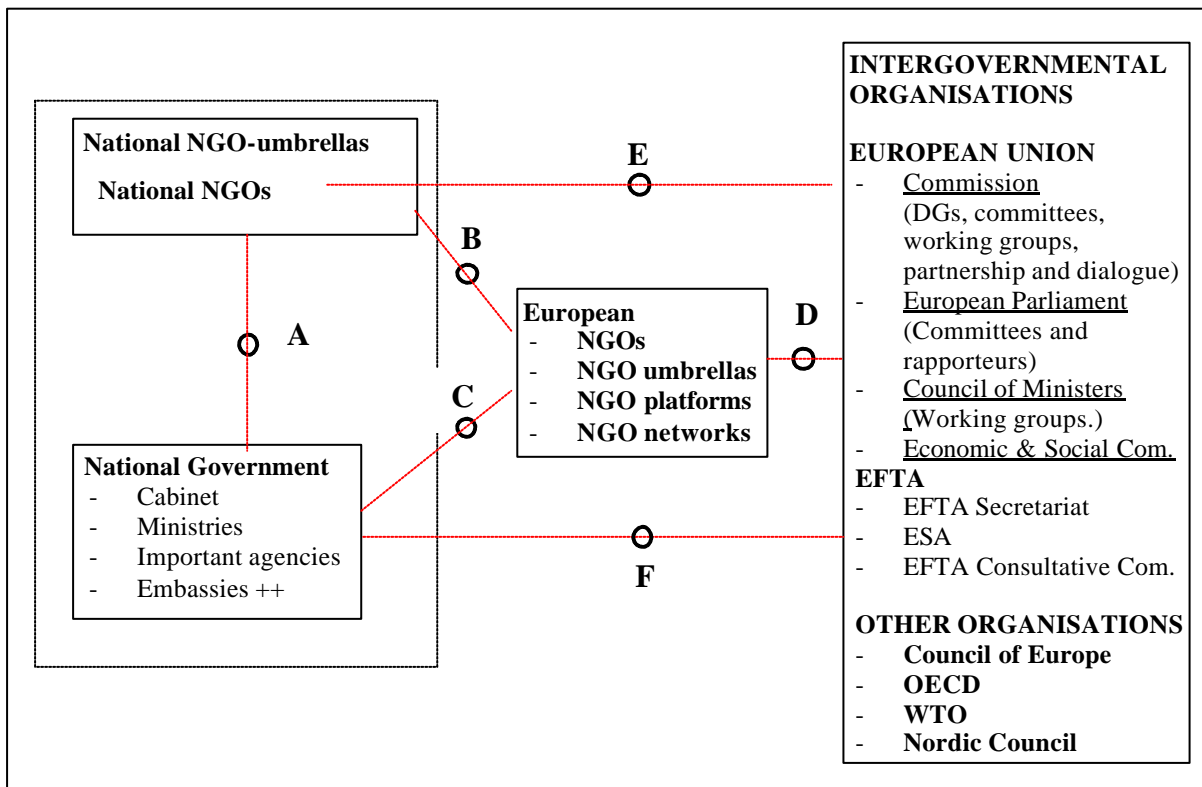 National NGO-umbrellas
National NGOs
A
National Government
- Cabinet
- Ministries
- Important agencies
- Embassies ++
B
C
E
European
- NGOs
- NGO umbrellas
- NGO platforms
- NGO networks
D
F
INTERGOVERNMENTAL
ORGANISATIONS
EUROPEAN UNION
- Commission
(DGs, committees,
working groups,
partnership and dialogue)
- European Parliament
(Committees and
rapporteurs)
- Council of Ministers
(Working groups.)
- Economic & Social Com.
EFTA
- EFTA Secretariat
- ESA
- EFTA Consultative Com.
OTHER ORGANISATIONS
- Council of Europe
- OECD
- WTO
- Nordic Council